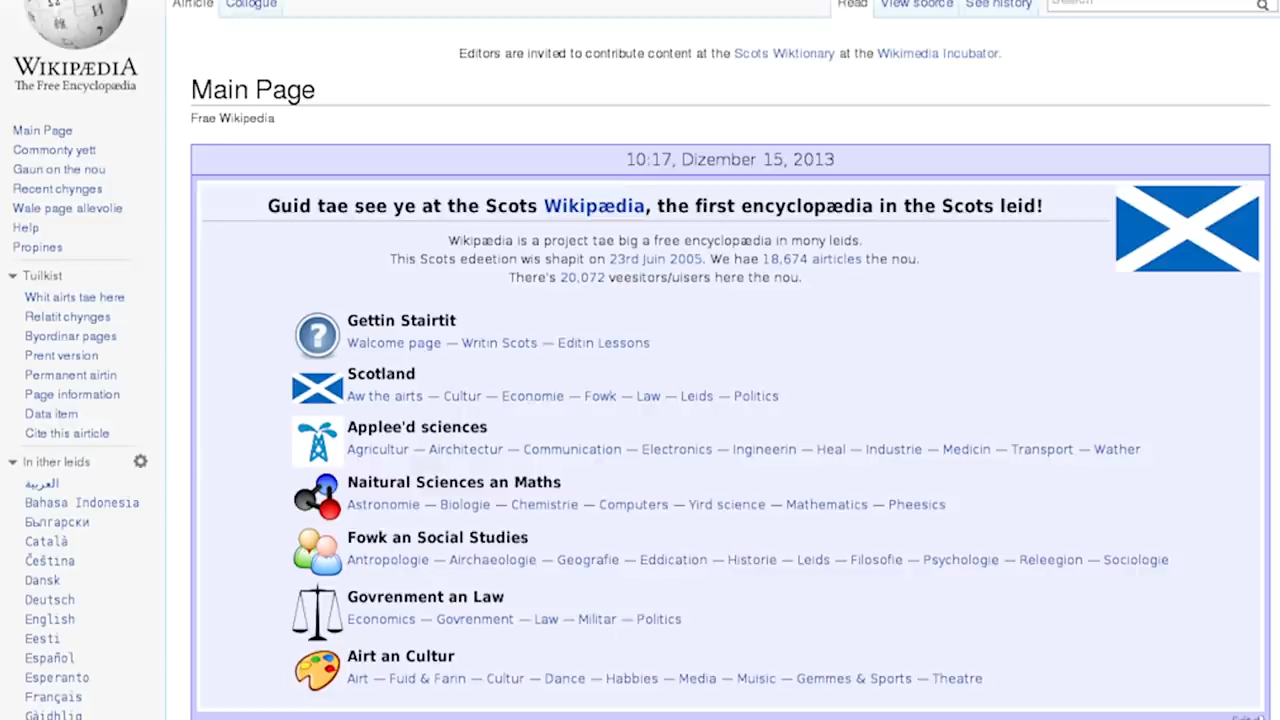 Airticle Collogue Read View soorce See history Search
Editors are invited to contribute content at the Scots Wiktionary at the Wikimedia Incubator.
WIKIPÆDIA
The Free Encyclopædia
Main Page
Frae Wikipedia
Main Page
Commonty yett
Gaun on the nou
Recent chynges
Wale page allevolie
Help
Propines
Tuilkist
Whit airts tae here
Relatit chynges
Byordinar pages
Prent version
Permanent airtin
Page information
Data item
Cite this airticle
In ither leids
العربية
Bahasa Indonesia
Български
Català
Čeština
Dansk
Deutsch
English
Eesti
Español
Esperanto
Français
Gàidhlig
10:17, Dizember 15, 2013
Guid tae see ye at the Scots Wikipædia, the first encyclopædia in the Scots leid!
Wikipædia is a project tae big a free encyclopædia in mony leids.
This Scots edeetion wis shapit on 23rd Juin 2005. We hae 18,674 airticles the nou.
There's 20,072 veesitors/uisers here the nou.
Gettin Stairtit
Walcome page — Writin Scots — Editin Lessons
Scotland
Aw the airts — Cultur — Economie — Fowk — Law — Leids — Politics
Applee'd sciences
Agricultur — Airchitectur — Communication — Electronics — Ingineerin — Heal — Industrie — Medicin — Transport — Wather
Naitural Sciences an Maths
Astronomie — Biologie — Chemistrie — Computers — Yird science — Mathematics — Pheesics
Fowk an Social Studies
Antropologie — Airchaeologie — Geografie — Eddication — Historie — Leids — Filosofie — Psychologie — Releegion — Sociologie
Govrenment an Law
Economics — Govrenment — Law — Militar — Politics
Airt an Cultur
Airt — Fuid & Farin — Cultur — Dance — Habbies — Media — Muisic — Gemmes & Sports — Theatre